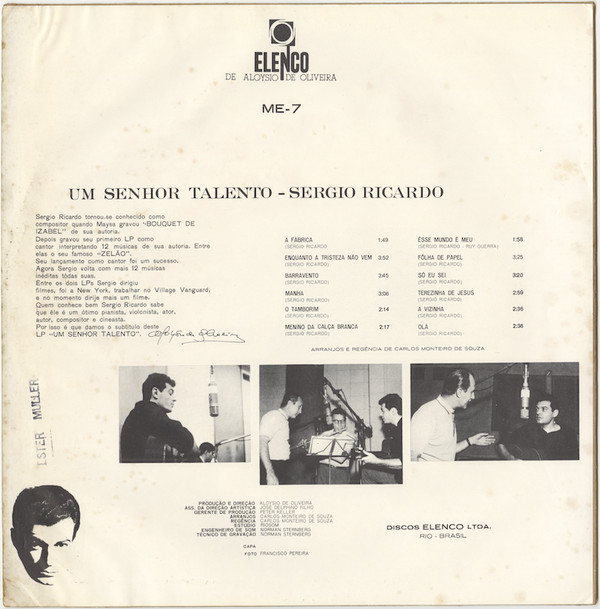 ELENCO
DE ALOYSIO DE OLIVEIRA
ME-7
UM SENHOR TALENTO - SERGIO RICARDO
Sergio Ricardo tornou-se conhecido como
compositor quando Maysa gravou "BOUQUET DE
IZABEL" de sua autoria.
Depois gravou seu primeiro LP como
cantor interpretando 12 músicas de sua autoria. Entre
elas o seu famoso "ZELÃO".
Seu lançamento como cantor foi um sucesso.
Agora Sergio volta com mais 12 músicas
inéditas tôdas suas.
Entre os dois LPs Sergio dirigiu
filmes, foi a New York, trabalhar no Village Vanguard,
e no momento dirije mais um filme.
Quem conhece bem Sergio Ricardo sabe
que êle é um ótimo pianista, violonista, ator,
autor, compositor e cineasta.
Por isso é que damos o subtítulo deste
LP "UM SENHOR TALENTO".
A FÁBRICA 1:49
(SERGIO RICARDO)
ENQUANTO A TRISTEZA NÃO VEM 3:52
(SERGIO RICARDO)
BARRAVENTO 3:45
(SERGIO RICARDO)
MANHÃ 3:06
(SERGIO RICARDO)
O TAMBORIM 2:14
(SERGIO RICARDO)
MENINO DA CALÇA BRANCA 2:17
(SERGIO RICARDO)
ÊSSE MUNDO É MEU 1:58
(SERGIO RICARDO - RUY GUERRA)
FÔLHA DE PAPEL 3:25
(SERGIO RICARDO)
SÓ EU SEI 3:20
(SERGIO RICARDO)
TEREZINHA DE JESUS 2:59
(SERGIO RICARDO)
A VIZINHA 2:36
(SERGIO RICARDO)
OLÁ 2:36
(SERGIO RICARDO)
ARRANJOS E REGÊNCIA DE CARLOS MONTEIRO DE SOUZA
ESTER MULLER
PRODUÇÃO E DIREÇÃO ALOYSIO DE OLIVEIRA
ASS. DA DIREÇÃO ARTÍSTICA JOSÉ DELPHINO FILHO
GERENTE DE PRODUÇÃO PETER KELLER
ARRANJOS CARLOS MONTEIRO DE SOUZA
REGÊNCIA CARLOS MONTEIRO DE SOUZA
ESTÚDIO RIOSOM
ENGENHEIRO DE SOM NORMAN STERNBERG
TÉCNICO DE GRAVAÇÃO NORMAN STERNBERG
CAPA
FOTO FRANCISCO PEREIRA
DISCOS ELENCO LTDA.
RIO - BRASIL